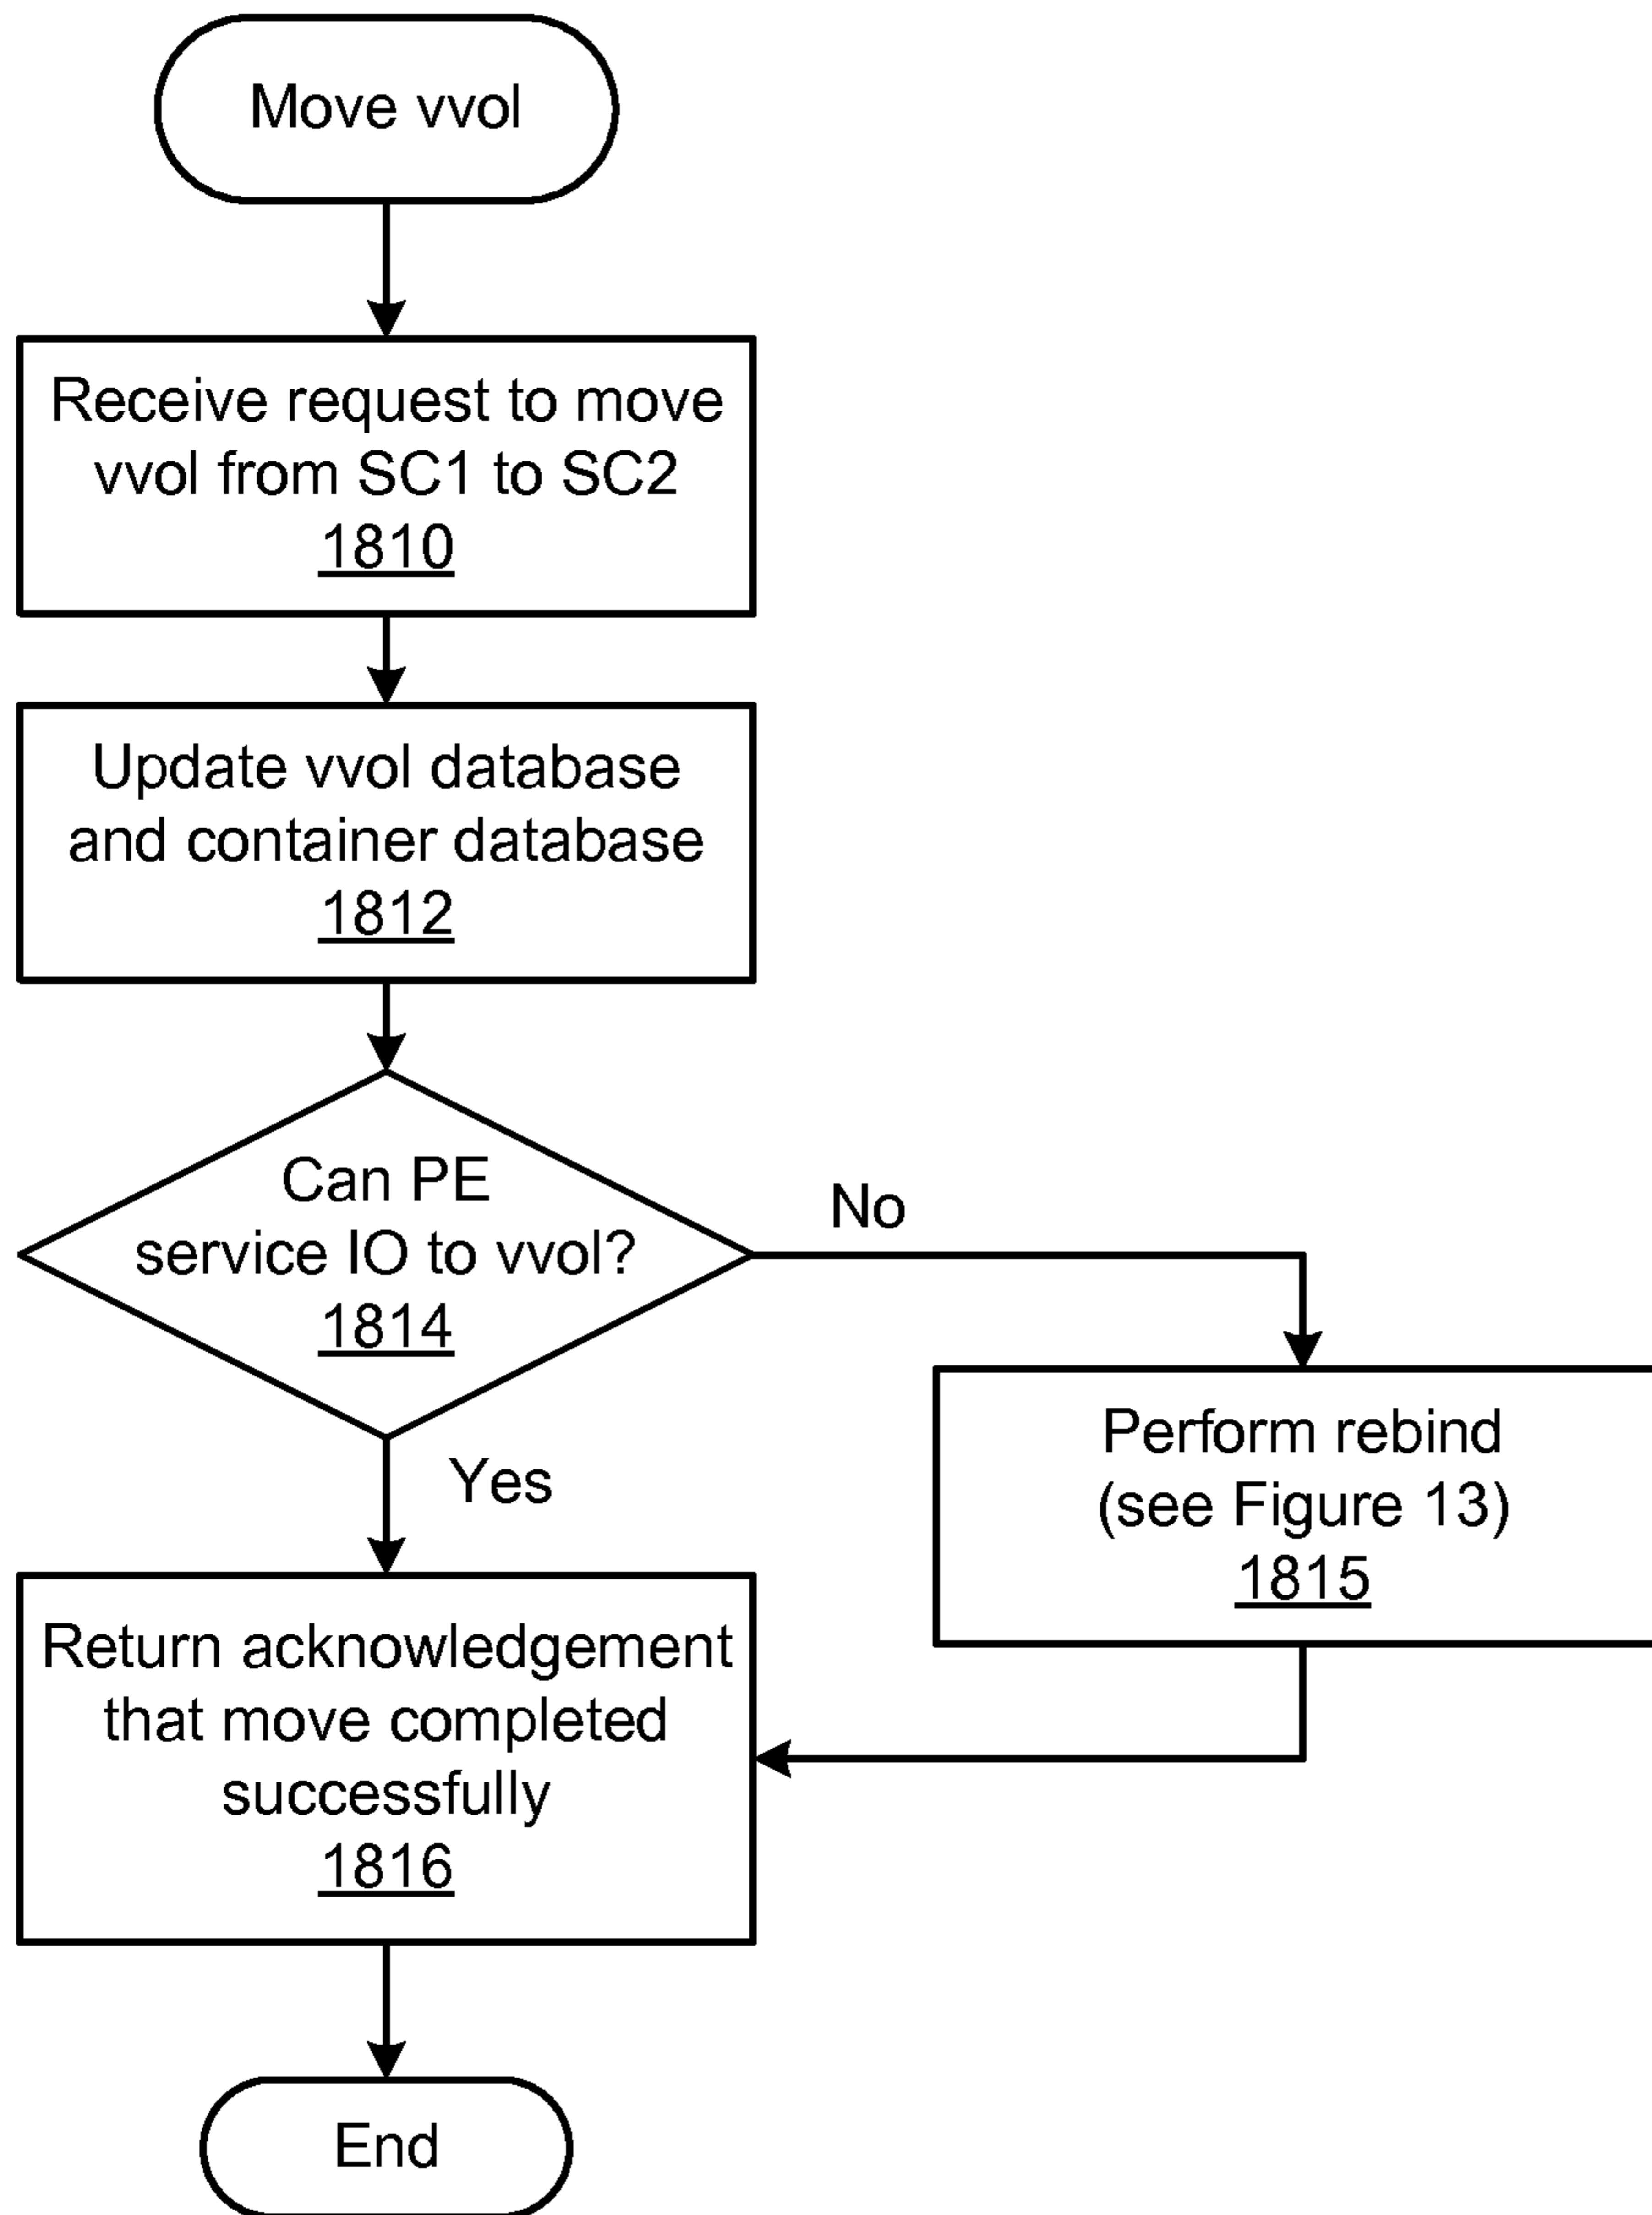 Move vvol
Receive request to move
vvol from SC1 to SC2
1810
Update vvol database
and container database
1812
Can PE
service IO to vvol?
1814
No
Yes
Perform rebind
(see Figure 13)
1815
Return acknowledgement
that move completed
successfully
1816
End